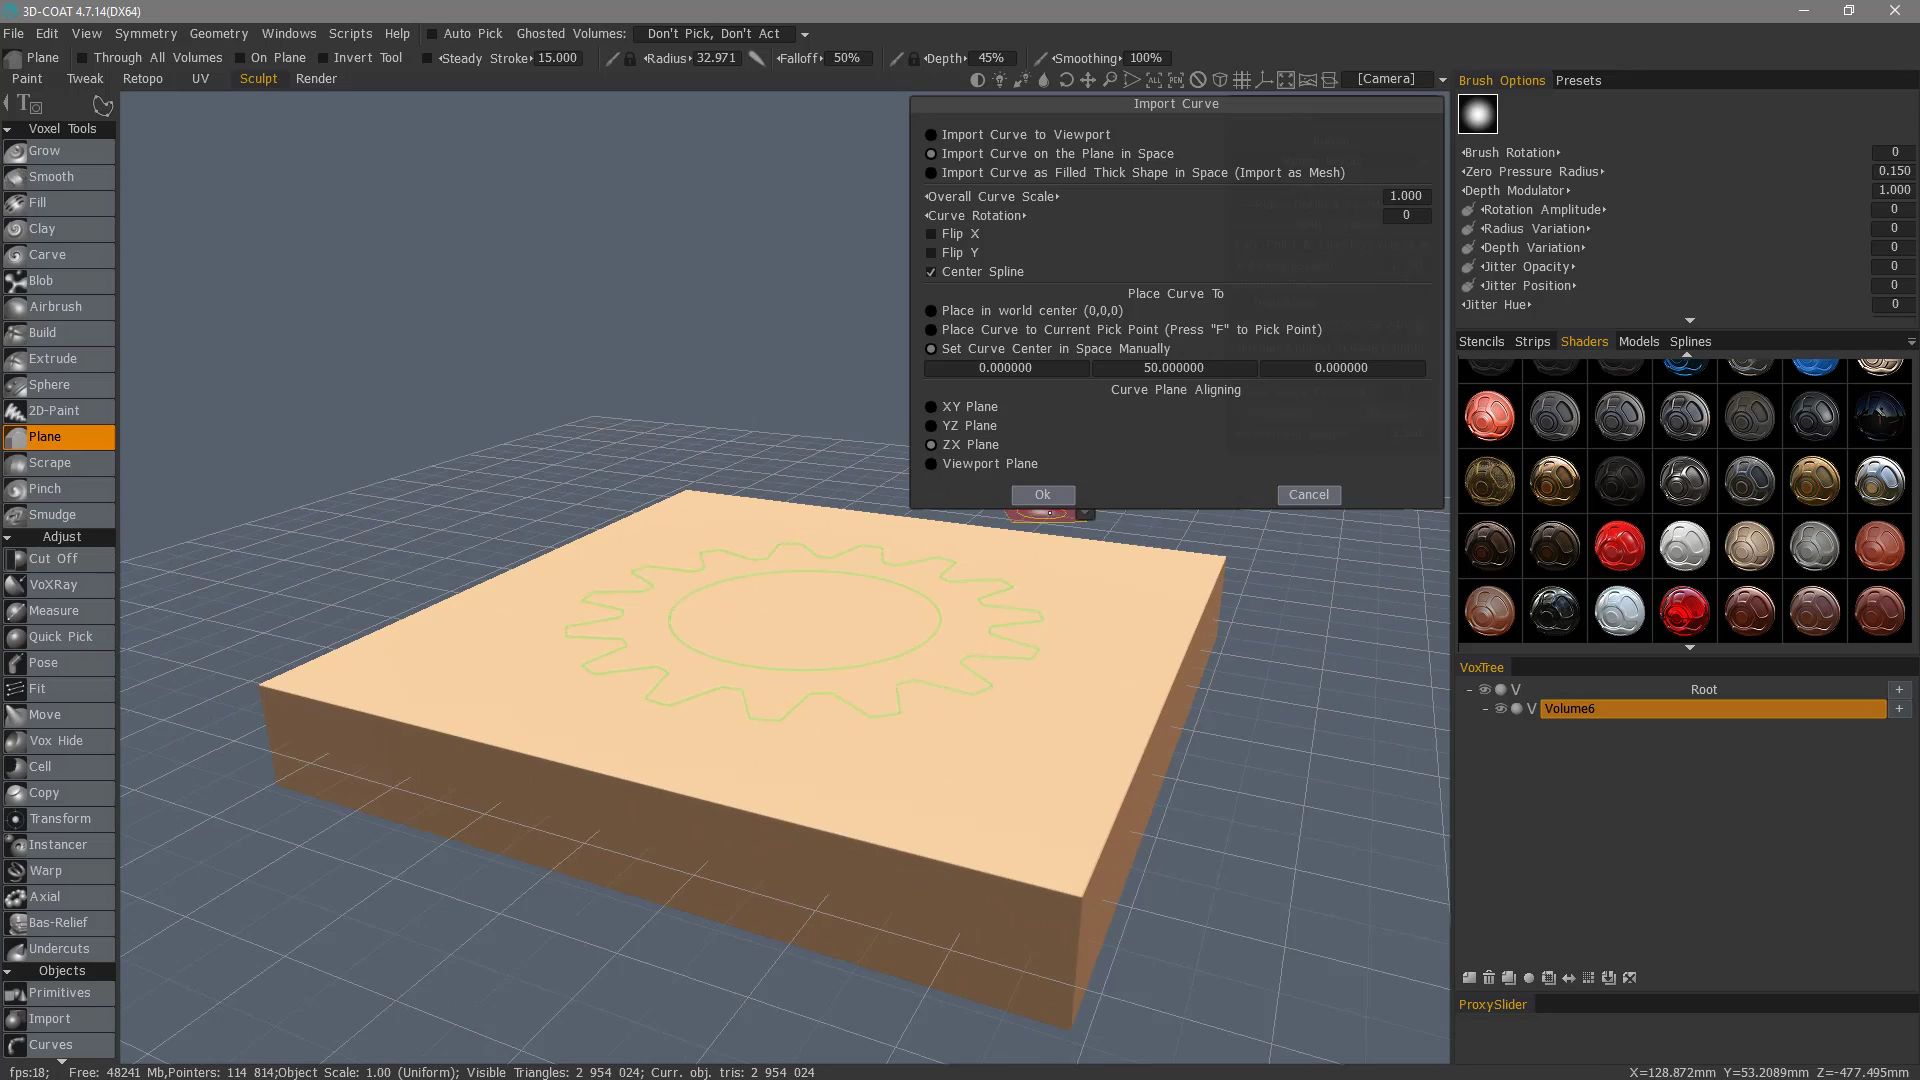 3D-COAT 4.7.14(DX64)
File Edit View Symmetry Geometry Windows Scripts Help Auto Pick Ghosted Volumes: Don't Pick, Don't Act
Plane Through All Volumes On Plane Invert Tool Steady Stroke 15.000 Radius 32.971 Falloff 50% Depth 45% Smoothing 100%
Paint Tweak Retopo UV Sculpt Render
ALL PEN [Camera]
Voxel Tools
Grow
Smooth
Fill
Clay
Carve
Blob
Airbrush
Build
Extrude
Sphere
2D-Paint
Plane
Scrape
Pinch
Smudge
Adjust
Cut Off
VoXRay
Measure
Quick Pick
Pose
Fit
Move
Vox Hide
Cell
Copy
Transform
Instancer
Warp
Axial
Bas-Relief
Undercuts
Objects
Primitives
Import
Curves
Import Curve
Import Curve to Viewport
Import Curve on the Plane in Space
Import Curve as Filled Thick Shape in Space (Import as Mesh)
Overall Curve Scale 1.000
Curve Rotation 0
Flip X
Flip Y
Center Spline
Place Curve To
Place in world center (0,0,0)
Place Curve to Current Pick Point (Press "F" to Pick Point)
Set Curve Center in Space Manually
0.000000 50.000000 0.000000
Curve Plane Aligning
XY Plane
YZ Plane
ZX Plane
Viewport Plane
Ok Cancel
Brush Options Presets
Brush Rotation 0
Zero Pressure Radius 0.150
Depth Modulator 1.000
Rotation Amplitude 0
Radius Variation 0
Depth Variation 0
Jitter Opacity 0
Jitter Position 0
Jitter Hue 0
Stencils Strips Shaders Models Splines
VoxTree
V Root +
V Volume6 +
ProxySlider
fps:18; Free: 48241 Mb,Pointers: 114 814;Object Scale: 1.00 (Uniform); Visible Triangles: 2 954 024; Curr. obj. tris: 2 954 024
X=128.872mm Y=53.2089mm Z=-477.495mm